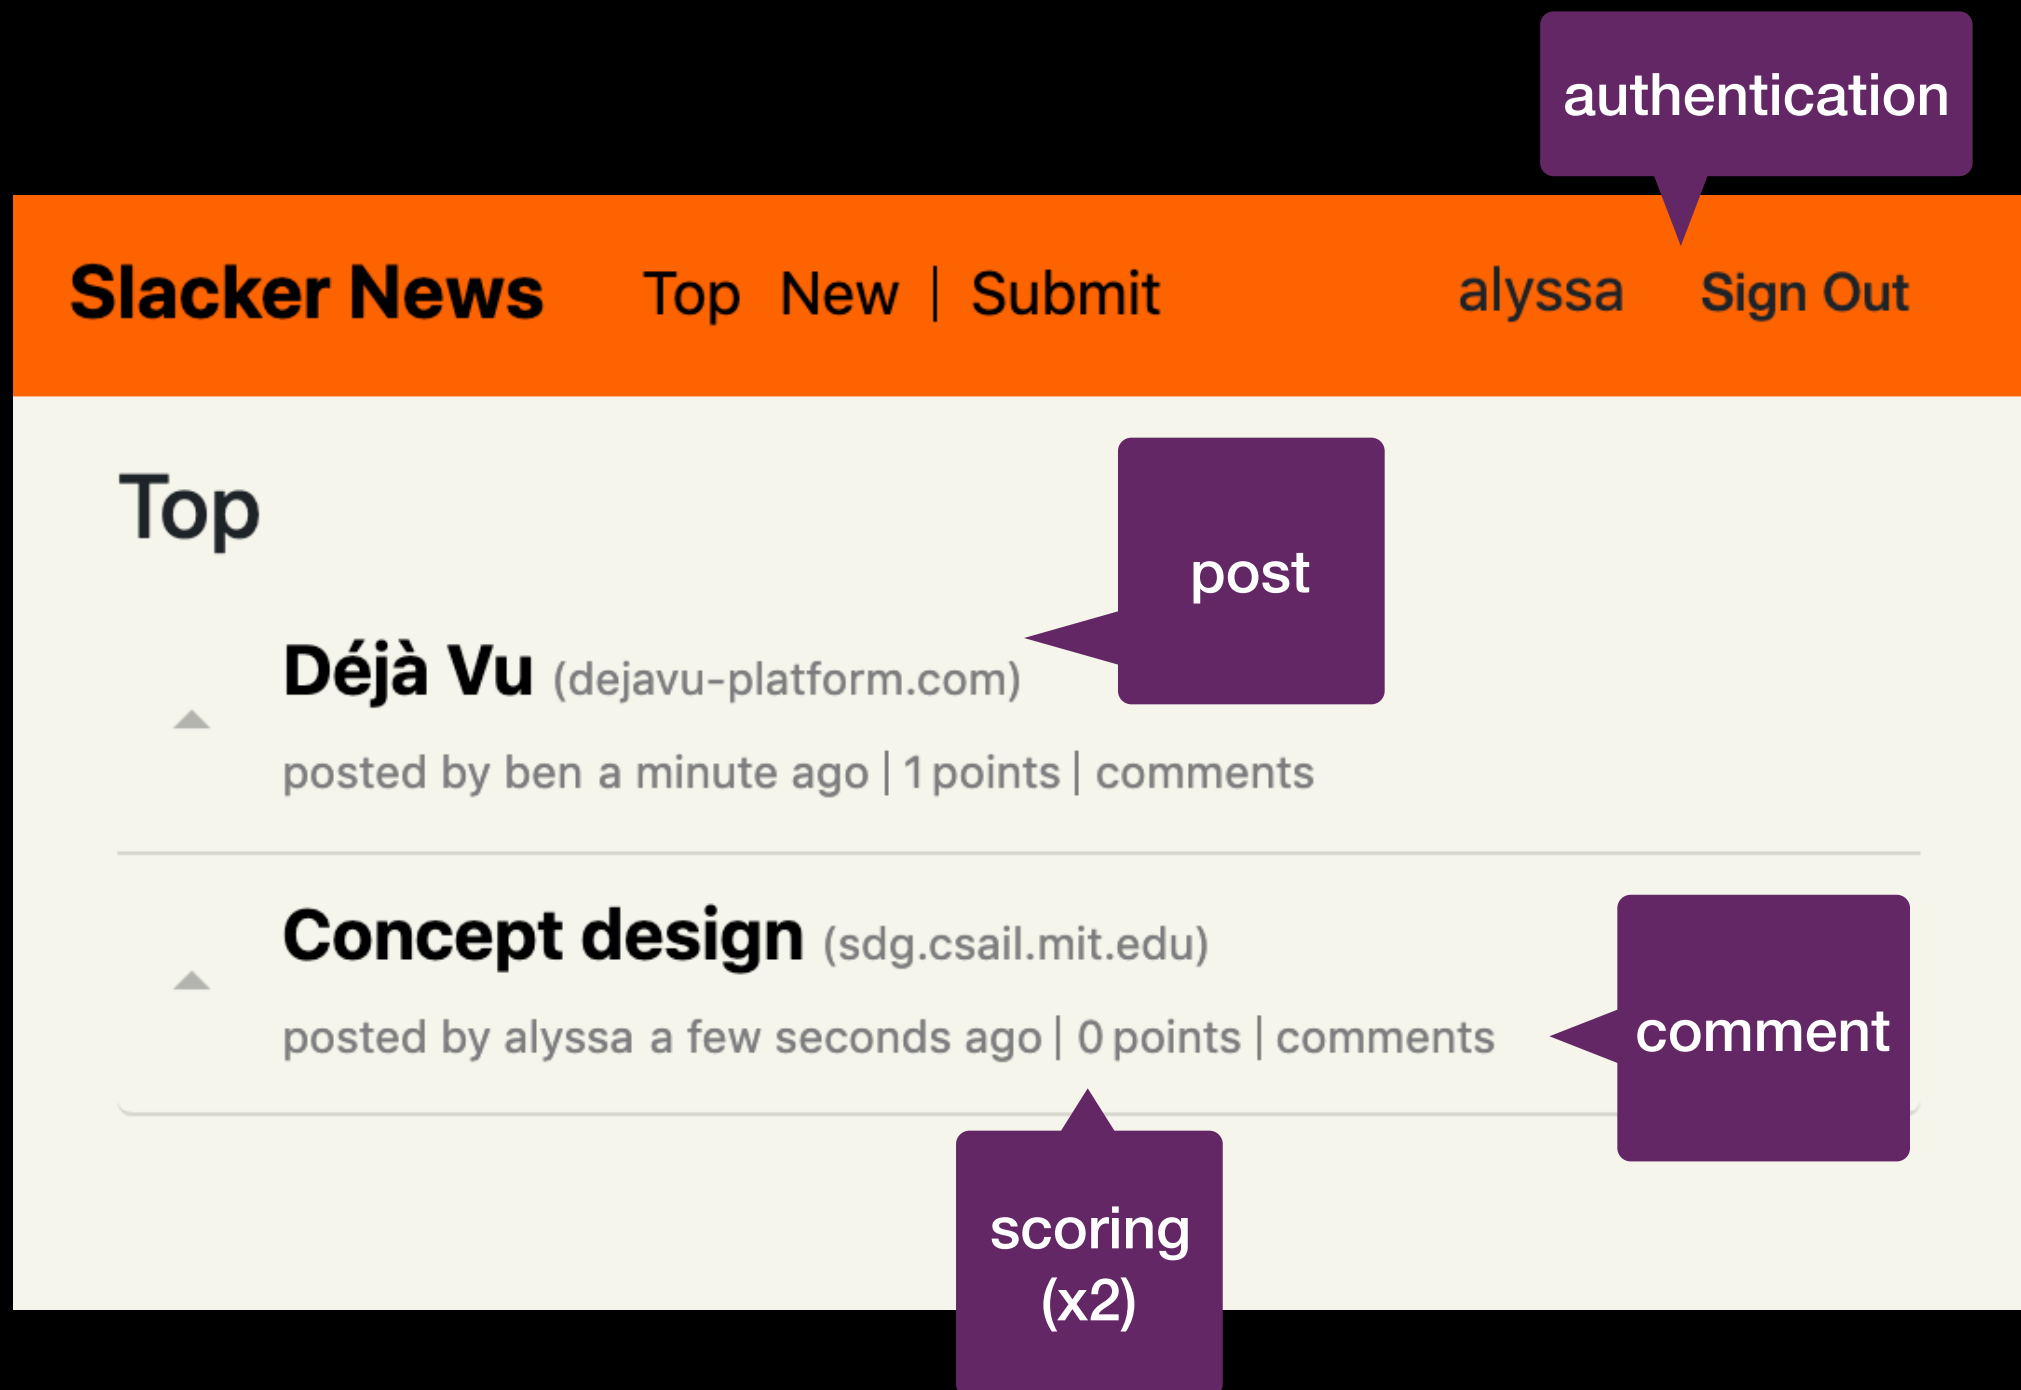 authentication
Slacker News Top New | Submit alyssa Sign Out
Top
post
Déjà Vu (dejavu-platform.com)
posted by ben a minute ago | 1 points | comments
Concept design (sdg.csail.mit.edu)
posted by alyssa a few seconds ago | 0 points | comments
comment
scoring
(x2)